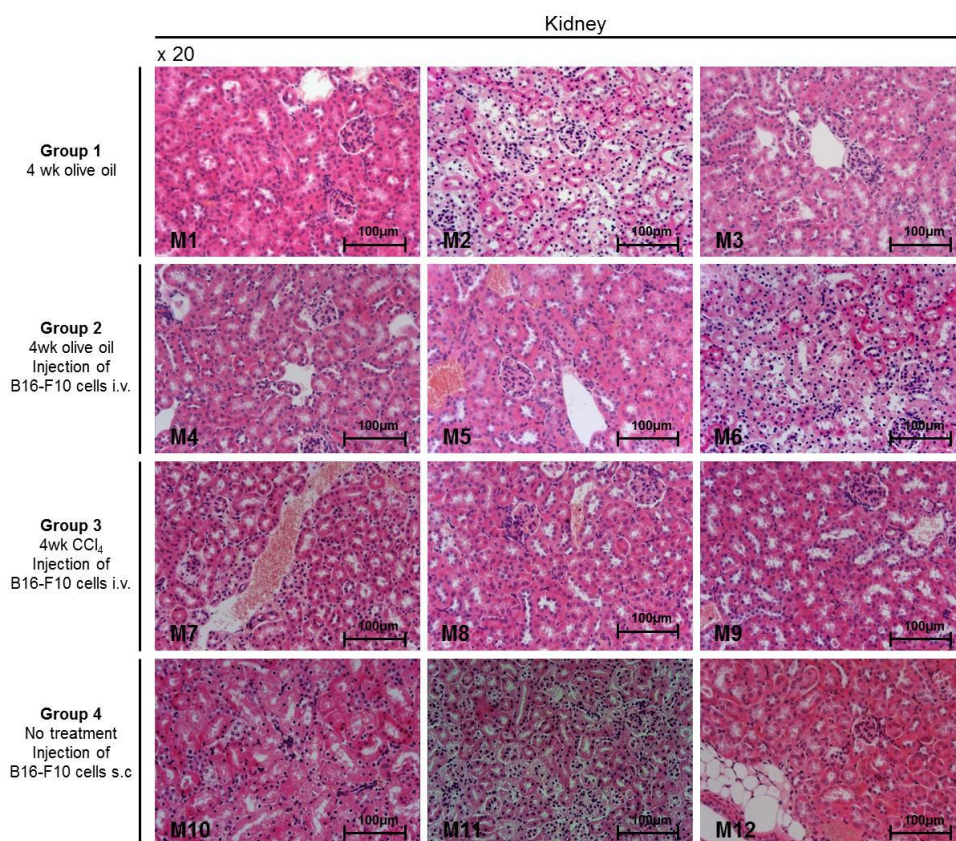 Kidney
x 20
Group 1
4 wk olive oil
M1 100µm
M2 100µm
M3 100µm
Group 2
4wk olive oil
Injection of
B16-F10 cells i.v.
M4 100µm
M5 100µm
M6 100µm
Group 3
4wk CCl₄
Injection of
B16-F10 cells i.v.
M7 100µm
M8 100µm
M9 100µm
Group 4
No treatment
Injection of
B16-F10 cells s.c
M10 100µm
M11 100µm
M12 100µm